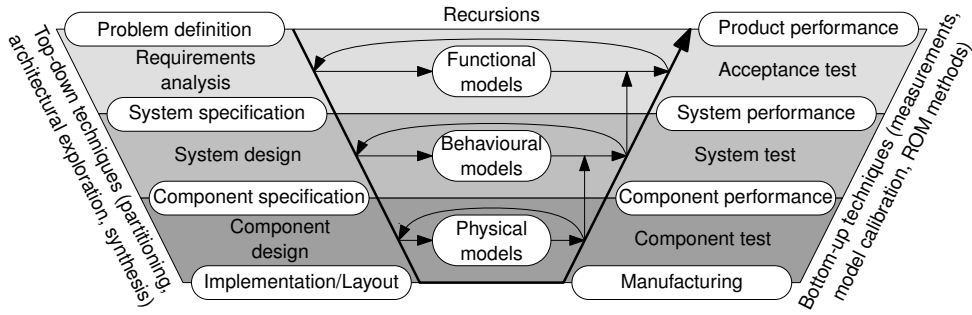 Recursions
Problem definition
Product performance
Requirements
analysis
Functional
models
Acceptance test
System specification
System performance
System design
Behavioural
models
System test
Component specification
Component performance
Component
design
Physical
models
Component test
Implementation/Layout
Manufacturing
Top-down techniques (partitioning,
architectural exploration, synthesis)
Bottom-up techniques (measurements,
model calibration, ROM methods)